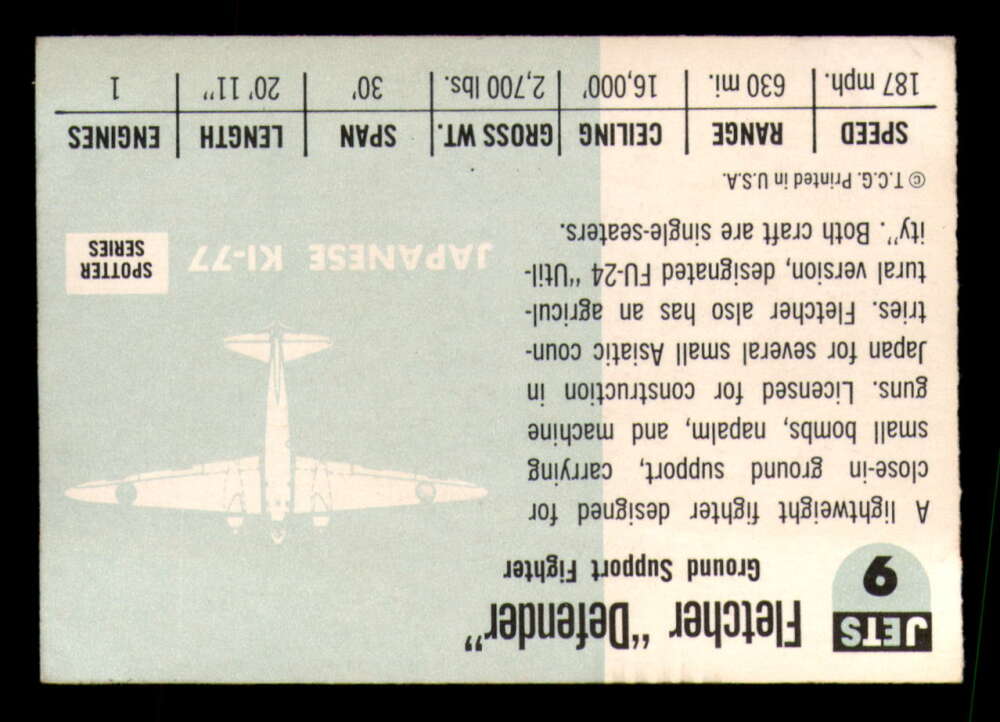 JETS
6
Fletcher "Defender"
Ground Support Fighter
A lightweight fighter designed for
close-in ground support, carrying
small bombs, napalm, and machine
guns. Licensed for construction in
Japan for several small Asiatic coun-
tries. Fletcher also has an agricul-
tural version, designated FU-24 "Util-
ity". Both craft are single-seaters.
© T.C.G. Printed in U.S.A.
JAPANESE KI-77
SPOTTER
SERIES
SPEED RANGE CEILING GROSS WT. SPAN LENGTH ENGINES
187 mph. 630 mi. 16,000' 2,700 lbs. 30' 20' 11" 1